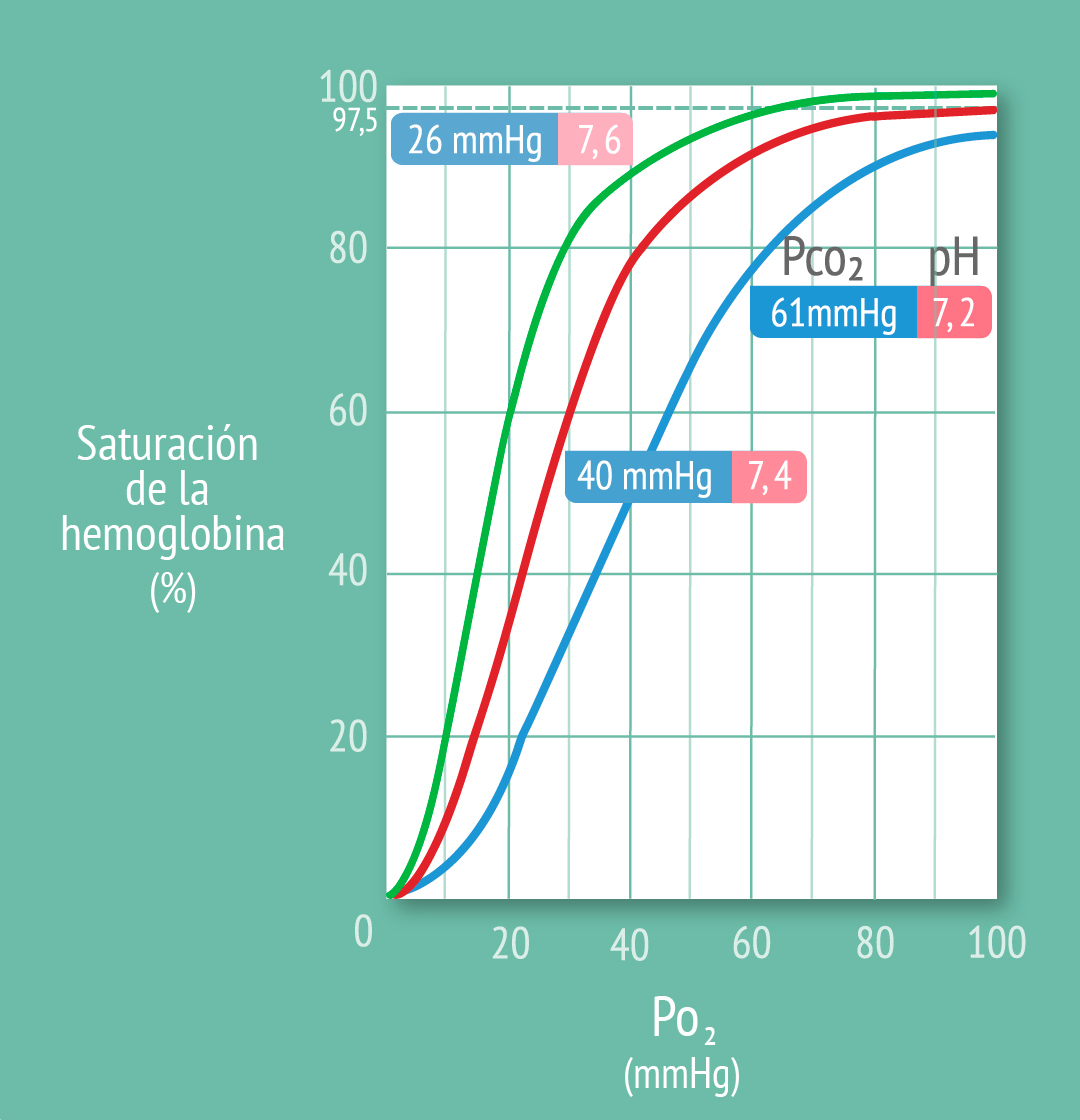 100
97,5
26 mmHg 7,6
80
Pco₂ pH
61mmHg 7,2
60
Saturación
de la
hemoglobina
(%)
40 mmHg 7,4
40
20
0
20 40 60 80 100
Po₂
(mmHg)